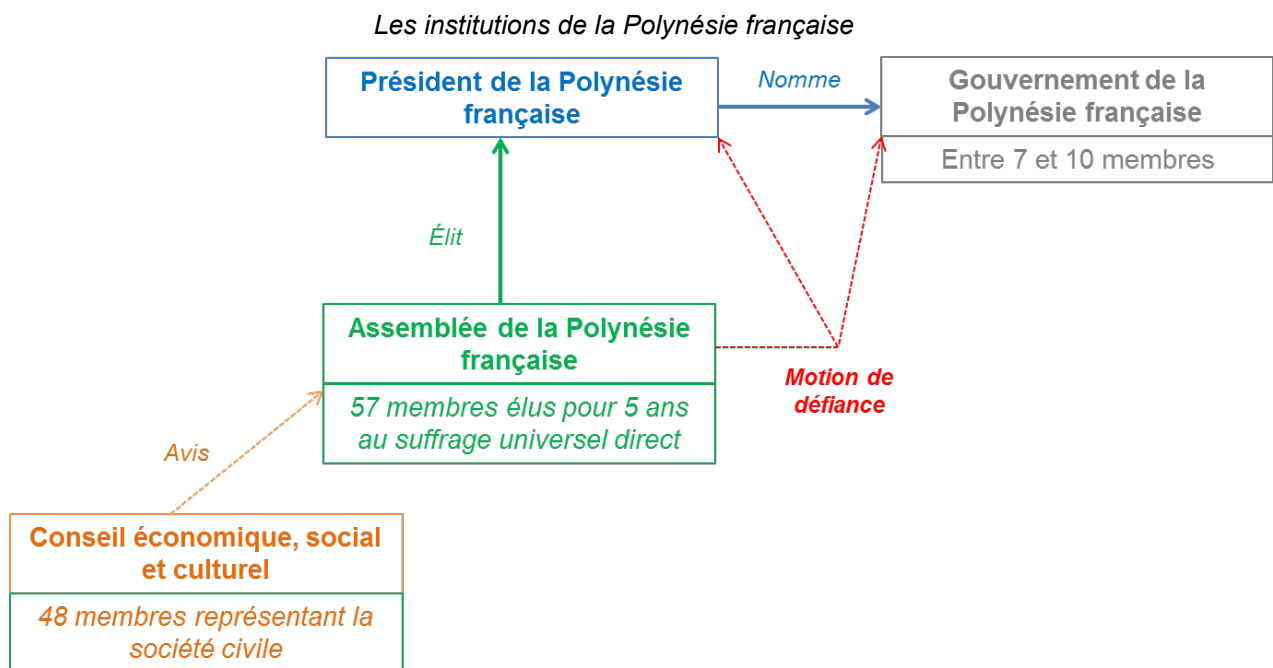 Les institutions de la Polynésie française
Président de la Polynésie
française
Nomme
Gouvernement de la
Polynésie française
Entre 7 et 10 membres
Élit
Assemblée de la Polynésie
française
57 membres élus pour 5 ans
au suffrage universel direct
Motion de
défiance
Avis
Conseil économique, social
et culturel
48 membres représentant la
société civile